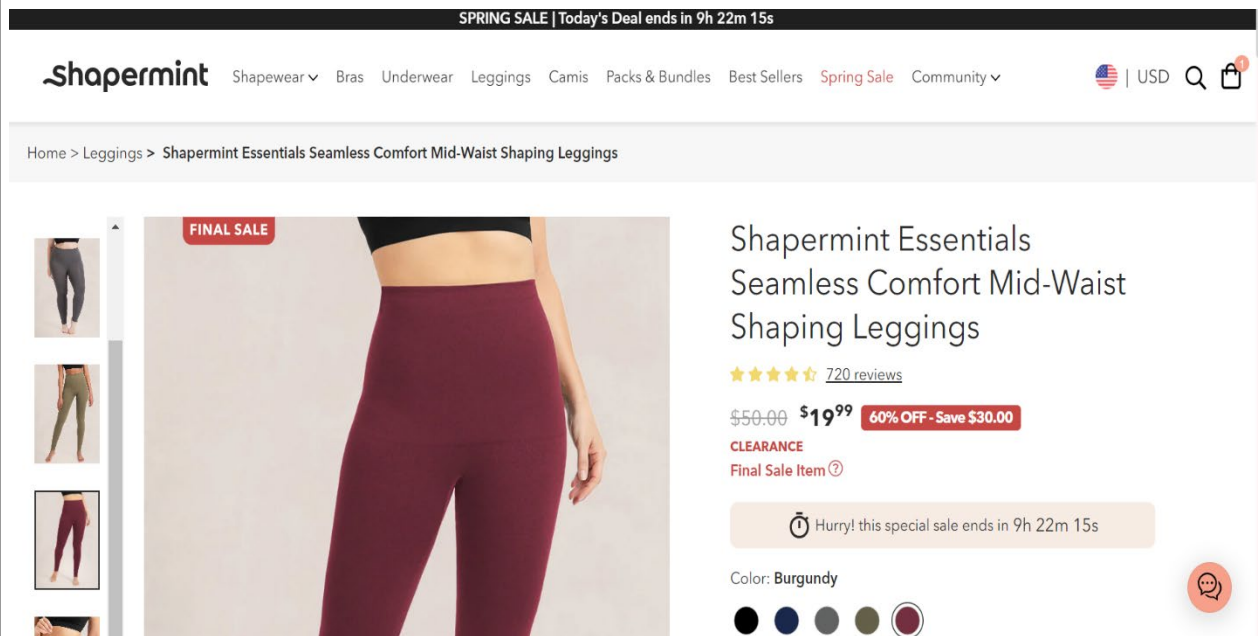 SPRING SALE | Today's Deal ends in 9h 22m 15s
Shapermint Shapewear Bras Underwear Leggings Camis Packs & Bundles Best Sellers Spring Sale Community | USD 1
Home > Leggings > Shapermint Essentials Seamless Comfort Mid-Waist Shaping Leggings
FINAL SALE
Shapermint Essentials
Seamless Comfort Mid-Waist
Shaping Leggings
720 reviews
$50.00 $19.99 60% OFF - Save $30.00
CLEARANCE
Final Sale Item ?
Hurry! this special sale ends in 9h 22m 15s
Color: Burgundy